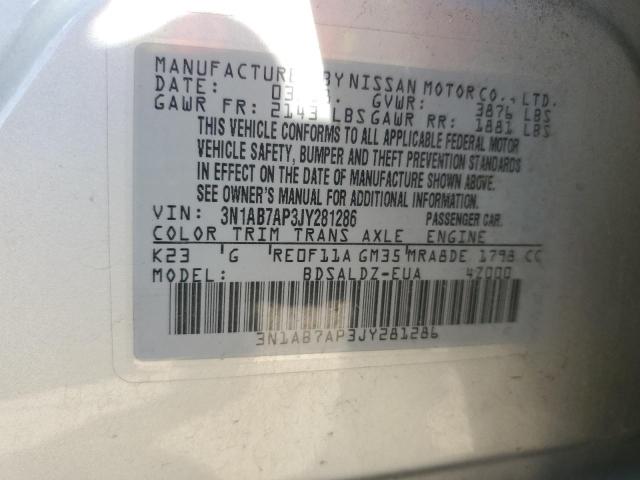 MANUFACTURED BY NISSAN MOTOR CO., LTD.
DATE: GVWR: 3876 LBS
GAWR FR: 2143 LBS GAWR RR: 1881 LBS
THIS VEHICLE CONFORMS TO ALL APPLICABLE FEDERAL MOTOR
VEHICLE SAFETY, BUMPER AND THEFT PREVENTION STANDARDS
IN EFFECT ON THE DATE OF MANUFACTURE SHOWN ABOVE.
SEE OWNER'S MANUAL FOR ADDITIONAL INFORMATION.
VIN: 3N1AB7AP3JY281286 PASSENGER CAR.
COLOR TRIM TRANS AXLE ENGINE
K23 G RE0F11A GM35 MRA8DE 1798 CC
MODEL: BDSALDZ-EUA 4Z000
3N1AB7AP3JY281286